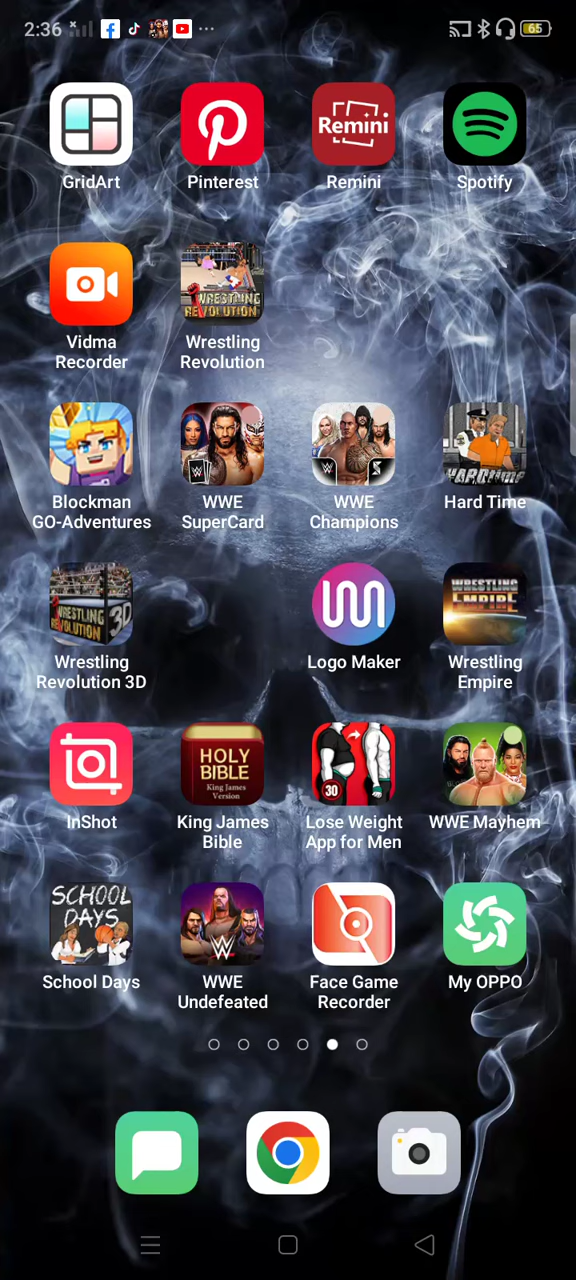 2:36
65
GridArt
Pinterest
Remini
Remini
Spotify
Vidma
Recorder
WRESTLING
REVOLUTION
Wrestling
Revolution
Blockman
GO-Adventures
WWE
SuperCard
WWE
Champions
HARD TIME
Hard Time
WRESTLING
REVOLUTION 3D
Wrestling
Revolution 3D
Logo Maker
WRESTLING
EMPIRE
Wrestling
Empire
InShot
HOLY
BIBLE
King James
Version
King James
Bible
30
Lose Weight
App for Men
WWE Mayhem
SCHOOL
DAYS
School Days
WWE
Undefeated
Face Game
Recorder
My OPPO